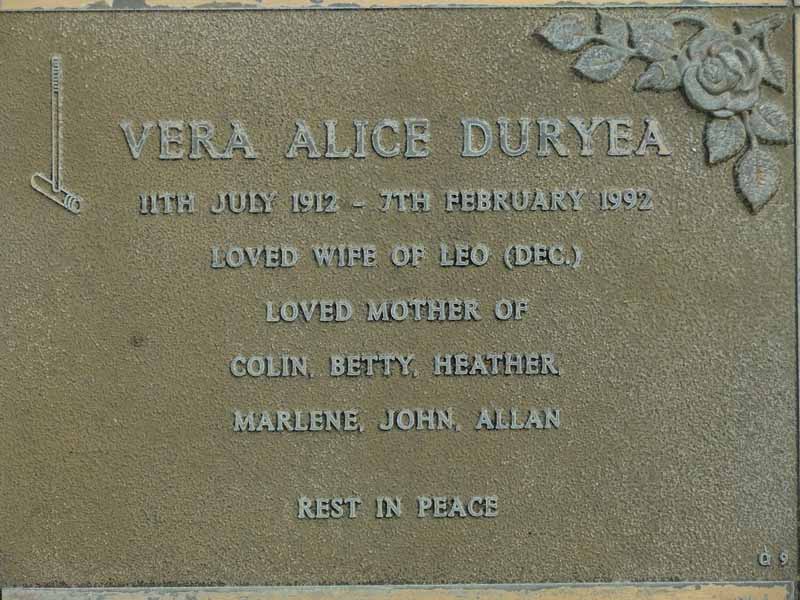 VERA ALICE DURYEA
11TH JULY 1912 - 7TH FEBRUARY 1992
LOVED WIFE OF LEO (DEC.)
LOVED MOTHER OF
COLIN, BETTY, HEATHER
MARLENE, JOHN, ALLAN
REST IN PEACE
Q 9